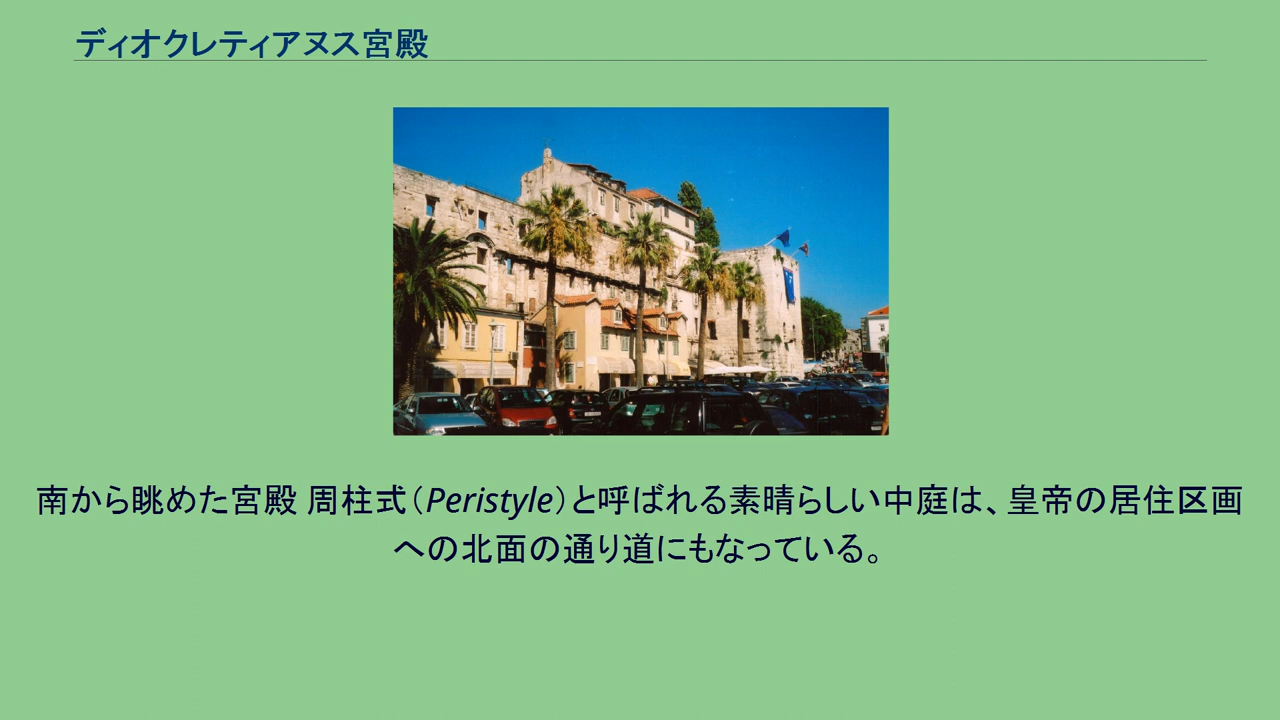 ディオクレティアヌス宮殿
南から眺めた宮殿 周柱式（Peristyle）と呼ばれる素晴らしい中庭は、皇帝の居住区画
への北面の通り道にもなっている。